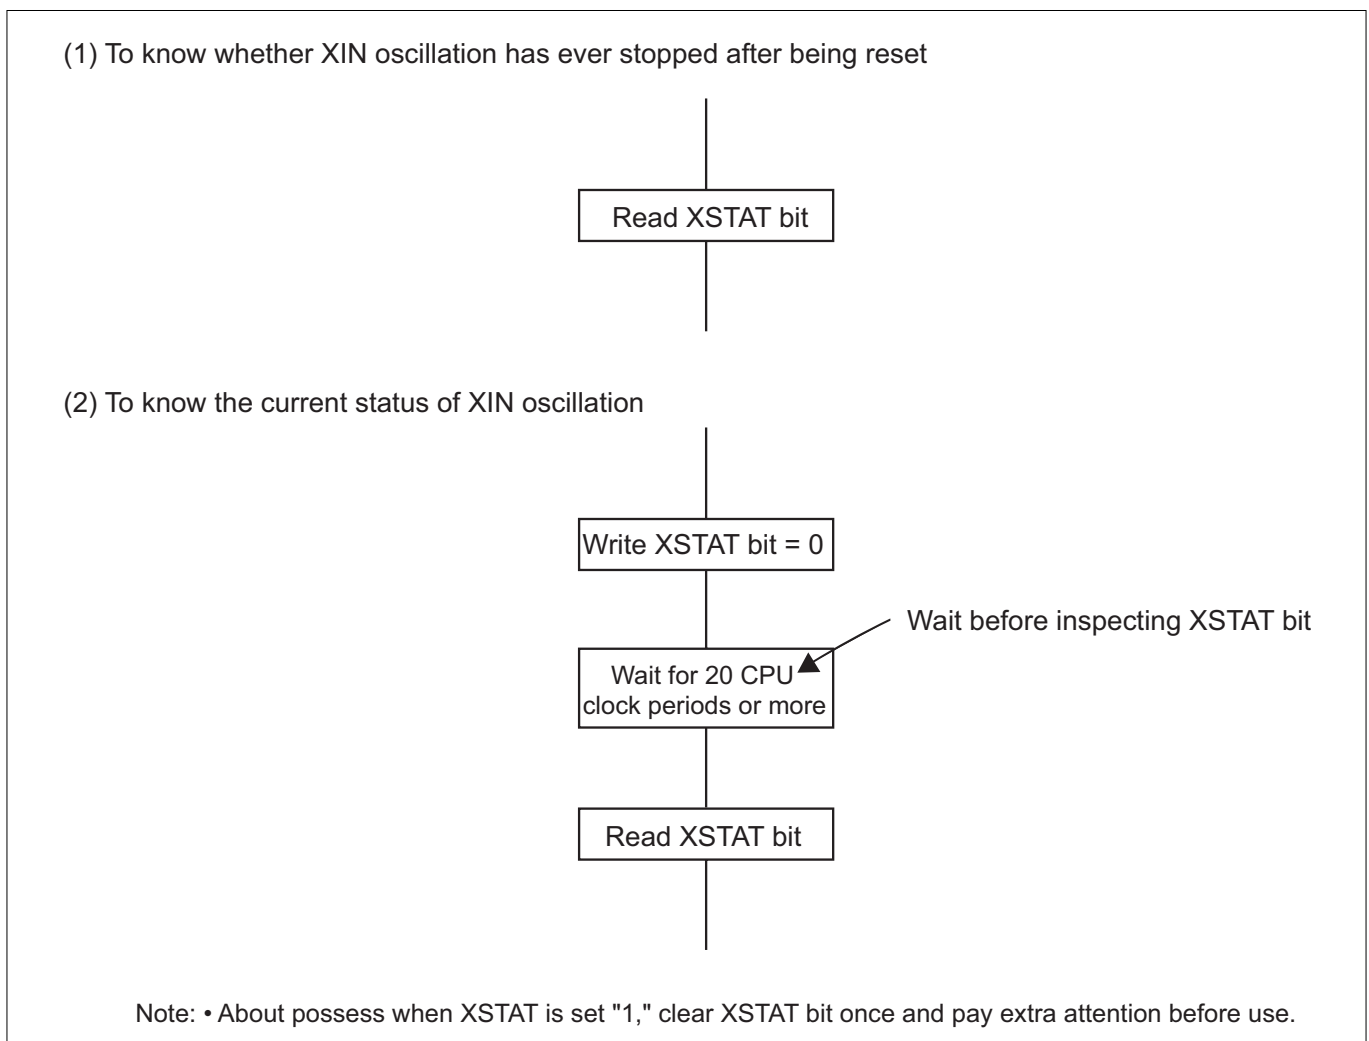 (1) To know whether XIN oscillation has ever stopped after being reset
Read XSTAT bit
(2) To know the current status of XIN oscillation
Write XSTAT bit = 0
Wait before inspecting XSTAT bit
Wait for 20 CPU
clock periods or more
Read XSTAT bit
Note: • About possess when XSTAT is set "1," clear XSTAT bit once and pay extra attention before use.